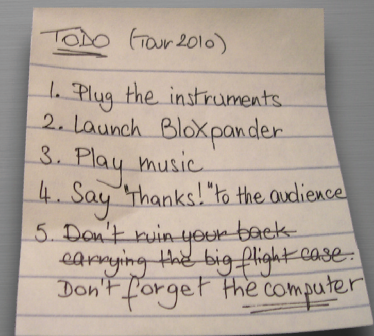 TODO (Tour 2010)
1. Plug the instruments
2. Launch BloXpander
3. Play music
4. Say "Thanks!" to the audience
5. Don't ruin your back
carrying the big flight case.
Don't forget the computer